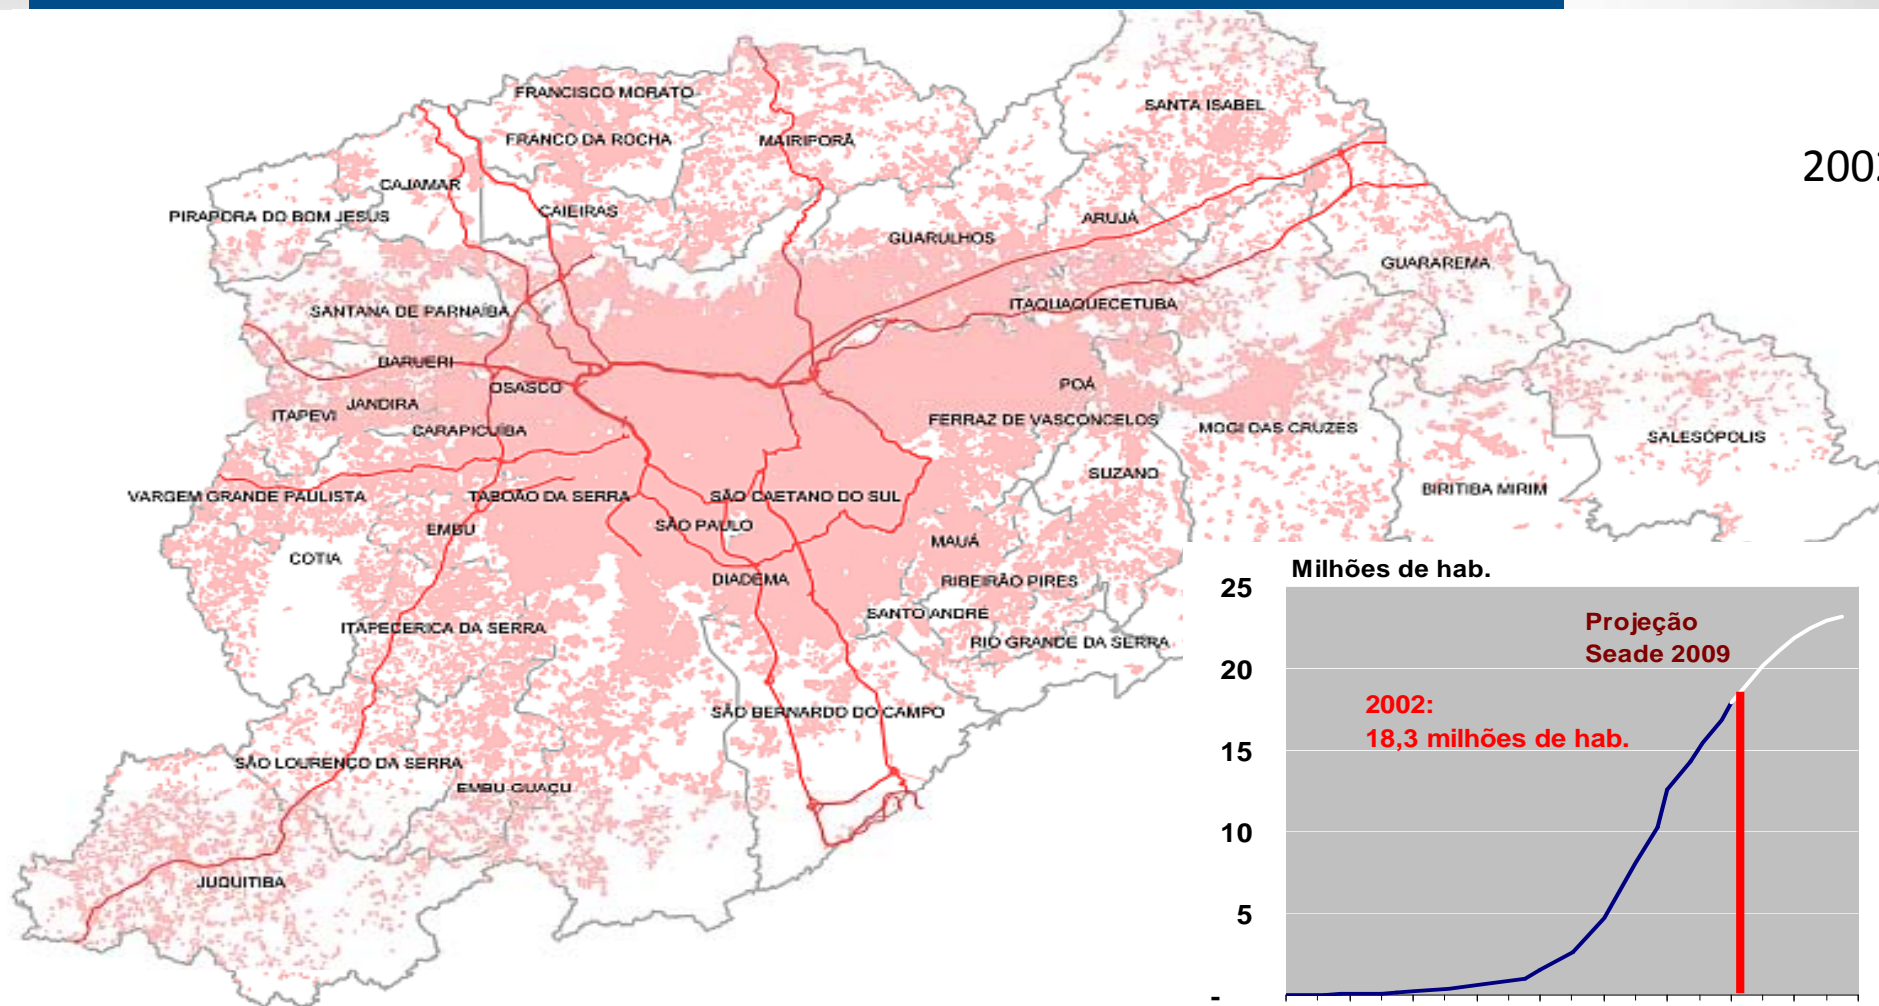 FRANCISCO MORATO
SANTA ISABEL
FRANCO DA ROCHA
MAIRIPORÃ
2002
CAJAMAR
PIRAPORA DO BOM JESUS
CAIEIRAS
ARUJÁ
GUARULHOS
GUARAREMA
ITAQUAQUECETUBA
SANTANA DE PARNAÍBA
BARUERI
OSASCO
POÁ
JANDIRA
ITAPEVI
FERRAZ DE VASCONCELOS
MOGI DAS CRUZES
CARAPICUÍBA
SALESÓPOLIS
SUZANO
BIRITIBA MIRIM
VARGEM GRANDE PAULISTA
TABOÃO DA SERRA
SÃO CAETANO DO SUL
SÃO PAULO
EMBU
MAUÁ
COTIA
DIADEMA
RIBEIRÃO PIRES
SANTO ANDRÉ
ITAPECERICA DA SERRA
RIO GRANDE DA SERRA
SÃO BERNARDO DO CAMPO
SÃO LOURENÇO DA SERRA
EMBU-GUAÇU
JUQUITIBA
Milhões de hab.
25
Projeção
Seade 2009
20
2002:
18,3 milhões de hab.
15
10
5
-